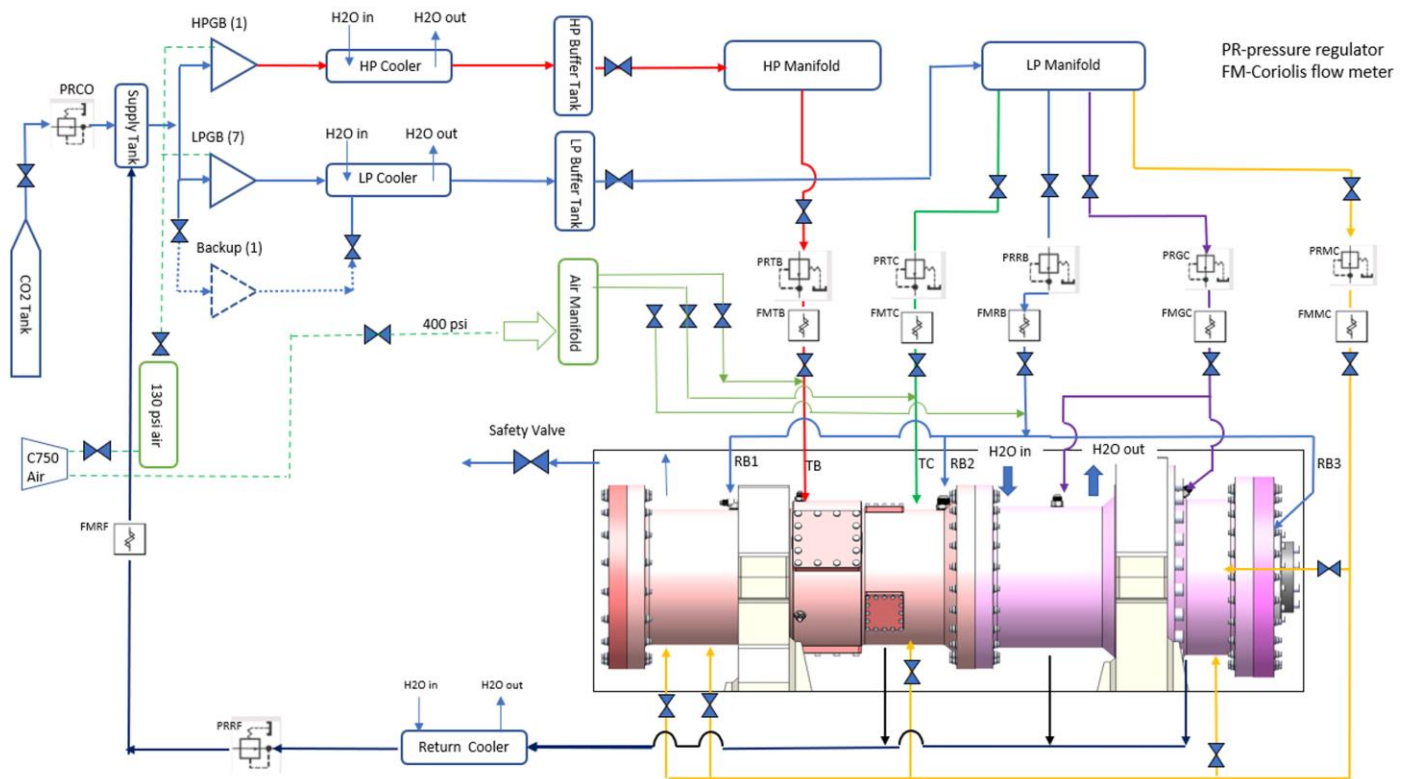 HPGB (1)
H2O in
H2O out
HP Cooler
HP Buffer Tank
HP Manifold
LP Manifold
PR-pressure regulator
FM-Coriolis flow meter
PRCO
Supply Tank
LPGB (7)
H2O in
H2O out
LP Cooler
LP Buffer Tank
Backup (1)
CO2 Tank
400 psi
Air Manifold
PRTB
PRTC
PRRB
PRGC
PRMC
FMTB
FMTC
FMRB
FMGC
FMMC
130 psi air
C750
Air
Safety Valve
RB1
TB
TC
RB2
H2O in
H2O out
RB3
FMRF
H2O in
H2O out
PRRF
Return Cooler